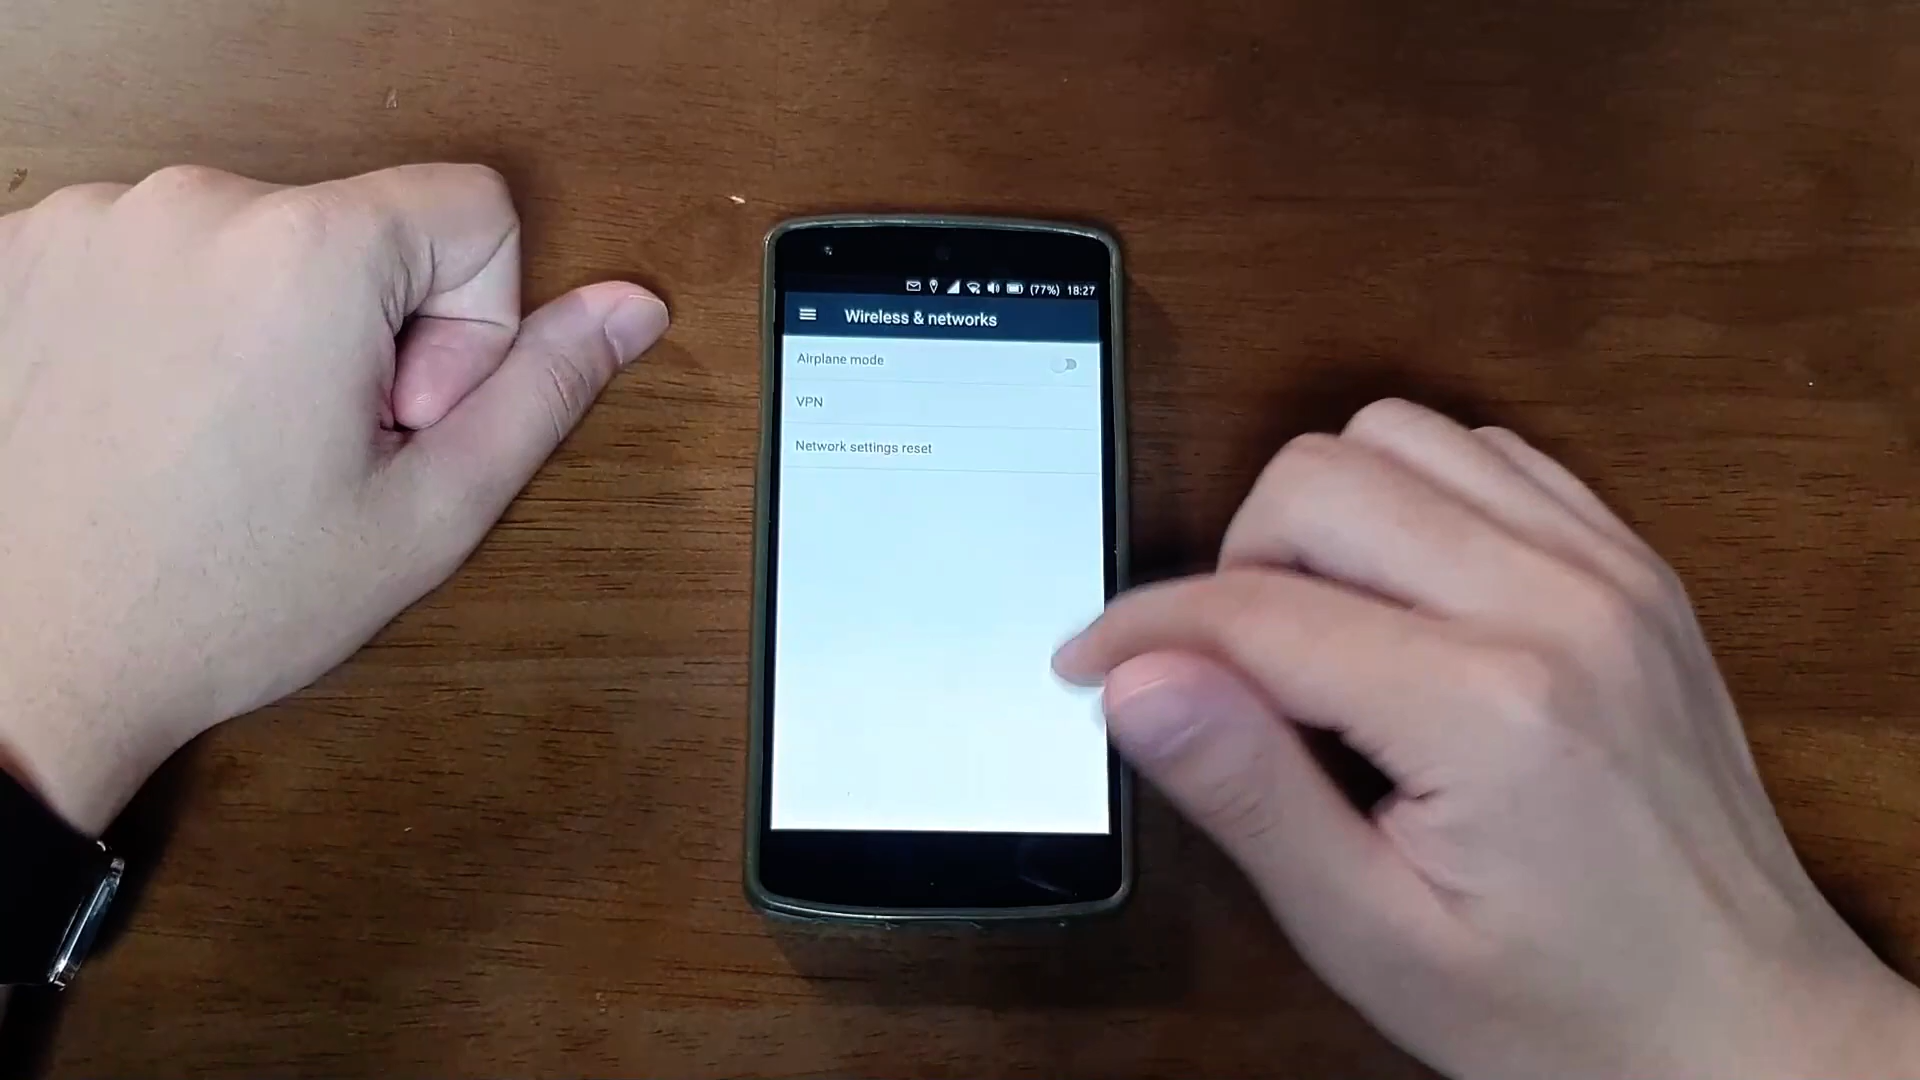 (77%) 18:27
Wireless & networks
Airplane mode
VPN
Network settings reset